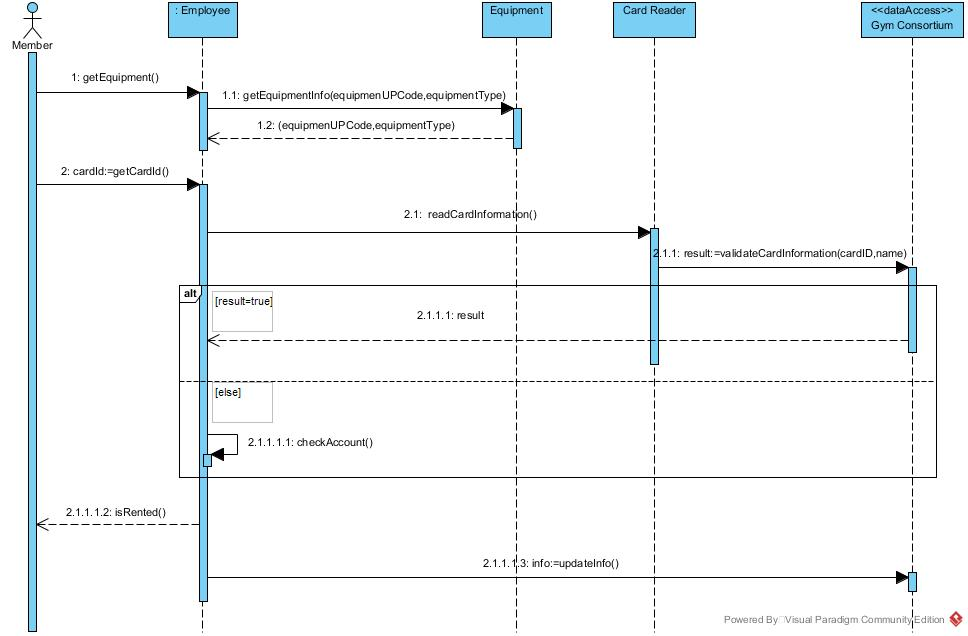 Member
: Employee
Equipment
Card Reader
<<dataAccess>>
Gym Consortium
1: getEquipment()
1.1: getEquipmentInfo(equipmenUPCode,equipmentType)
1.2: (equipmenUPCode,equipmentType)
2: cardId:=getCardId()
2.1: readCardInformation()
2.1.1: result:=validateCardInformation(cardID,name)
alt
[result=true]
2.1.1.1: result
[else]
2.1.1.1.1: checkAccount()
2.1.1.1.2: isRented()
2.1.1.1.3: info:=updateInfo()
Powered By Visual Paradigm Community Edition